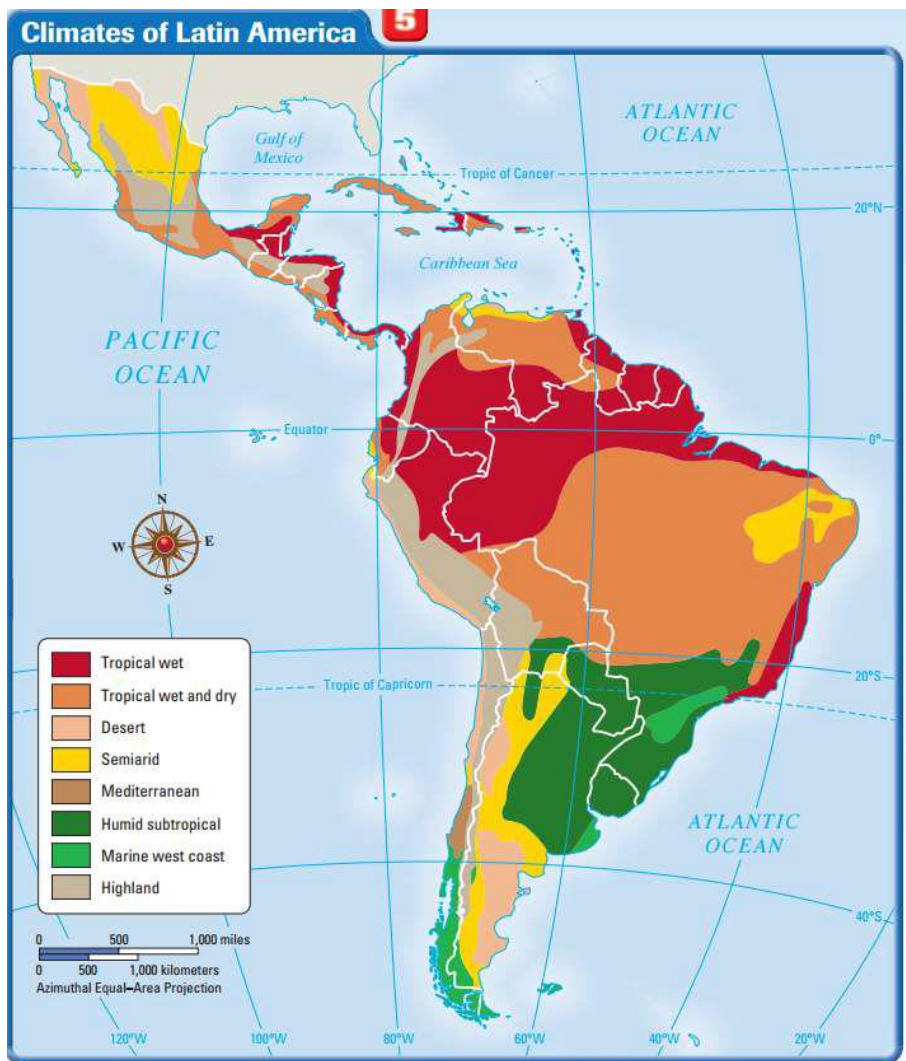 Climates of Latin America
5
ATLANTIC
OCEAN
Gulf of
Mexico
Tropic of Cancer
20°N
Caribbean Sea
PACIFIC
OCEAN
Equator
0°
N
W
E
S
Tropical wet
Tropical wet and dry
Desert
Semiarid
Mediterranean
Humid subtropical
Marine west coast
Highland
Tropic of Capricorn
20°S
ATLANTIC
OCEAN
40°S
0 500 1,000 miles
0 500 1,000 kilometers
Azimuthal Equal–Area Projection
120°W 100°W 80°W 60°W 40°W 20°W